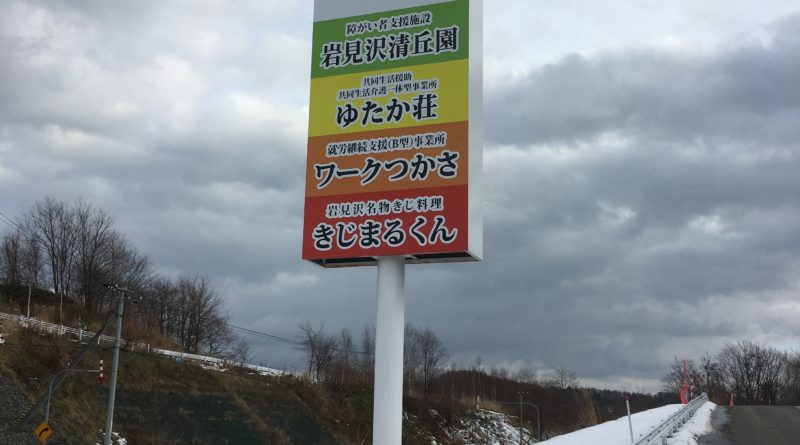 障がい者支援施設
岩見沢清丘園
共同生活援助
共同生活介護一体型事業所
ゆたか荘
就労継続支援(B型)事業所
ワークつかさ
岩見沢名物きじ料理
きじまるくん